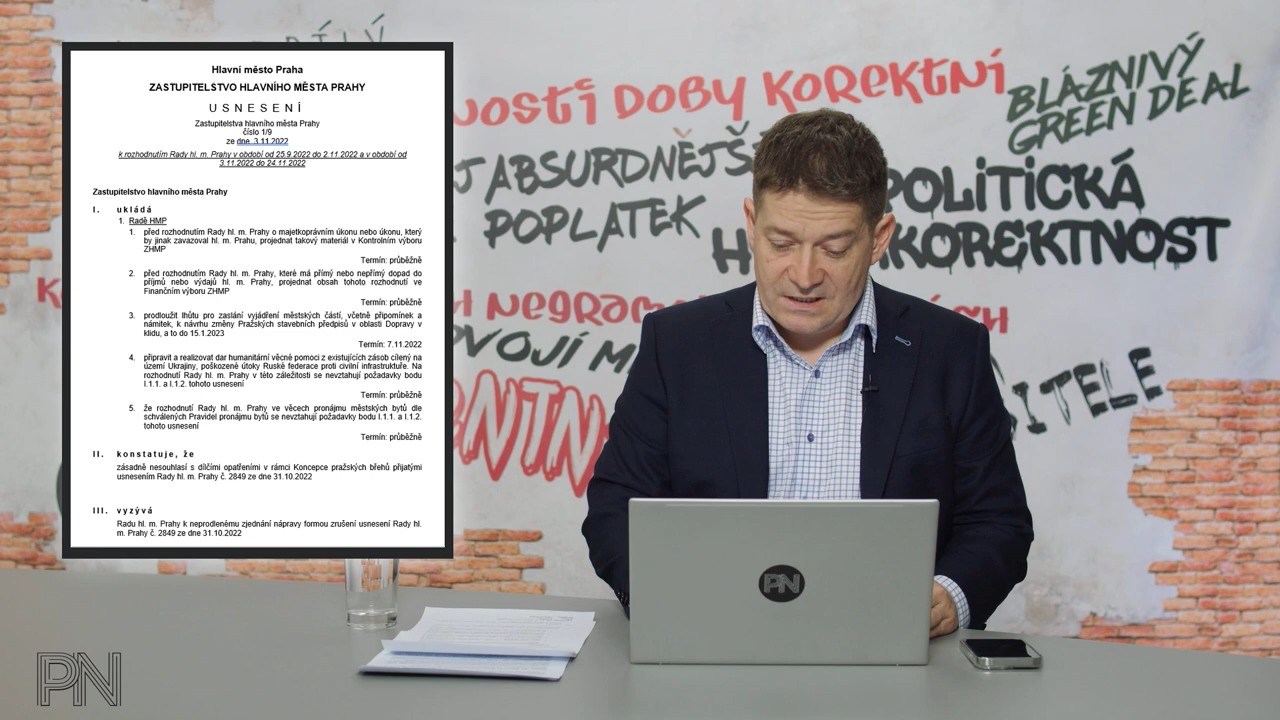 Hlavní město Praha
ZASTUPITELSTVO HLAVNÍHO MĚSTA PRAHY
U S N E S E N Í
Zastupitelstva hlavního města Prahy
číslo 1/9
ze dne 3.11.2022
k rozhodnutím Rady hl. m. Prahy v období od 25.9.2022 do 2.11.2022 a v období od
3.11.2022 do 24.11.2022
Zastupitelstvo hlavního města Prahy
I. ukládá
1. Radě HMP
1. před rozhodnutím Rady hl. m. Prahy o majetkoprávním úkonu nebo úkonu, který
by jinak zavazoval hl. m. Prahu, projednat takový materiál v Kontrolním výboru
ZHMP
Termín: průběžně
2. před rozhodnutím Rady hl. m. Prahy, které má přímý nebo nepřímý dopad do
příjmů nebo výdajů hl. m. Prahy, projednat obsah tohoto rozhodnutí ve
Finančním výboru ZHMP
Termín: průběžně
3. prodloužit lhůtu pro zaslání vyjádření městských částí, včetně připomínek a
námitek, k návrhu změny Pražských stavebních předpisů v oblasti Dopravy v
klidu, a to do 15.1.2023
Termín: 7.11.2022
4. připravit a realizovat dar humanitární věcné pomoci z existujících zásob cílený na
území Ukrajiny, poškozené útoky Ruské federace proti civilní infrastruktuře. Na
rozhodnutí Rady hl. m. Prahy v této záležitosti se nevztahují požadavky bodu
I.1.1. a I.1.2. tohoto usnesení
Termín: průběžně
5. že rozhodnutí Rady hl. m. Prahy ve věcech pronájmu městských bytů dle
schválených Pravidel pronájmu bytů se nevztahují požadavky bodu I.1.1. a I.1.2.
tohoto usnesení
Termín: průběžně
II. konstatuje, že
zásadně nesouhlasí s dílčími opatřeními v rámci Koncepce pražských břehů přijatými
usnesením Rady hl. m. Prahy č. 2849 ze dne 31.10.2022
III. vyzývá
Radu hl. m. Prahy k neprodlenému zjednání nápravy formou zrušení usnesení Rady hl.
m. Prahy č. 2849 ze dne 31.10.2022
NOSTÍ DOBY KOREKTNÍ
BLÁZNIVÝ
GREEN DEAL
J ABSURDNĚJŠ
POPLATEK
POLITICKÁ
KOREKTNOST
VOJÍ M
ITELE
PN
PN